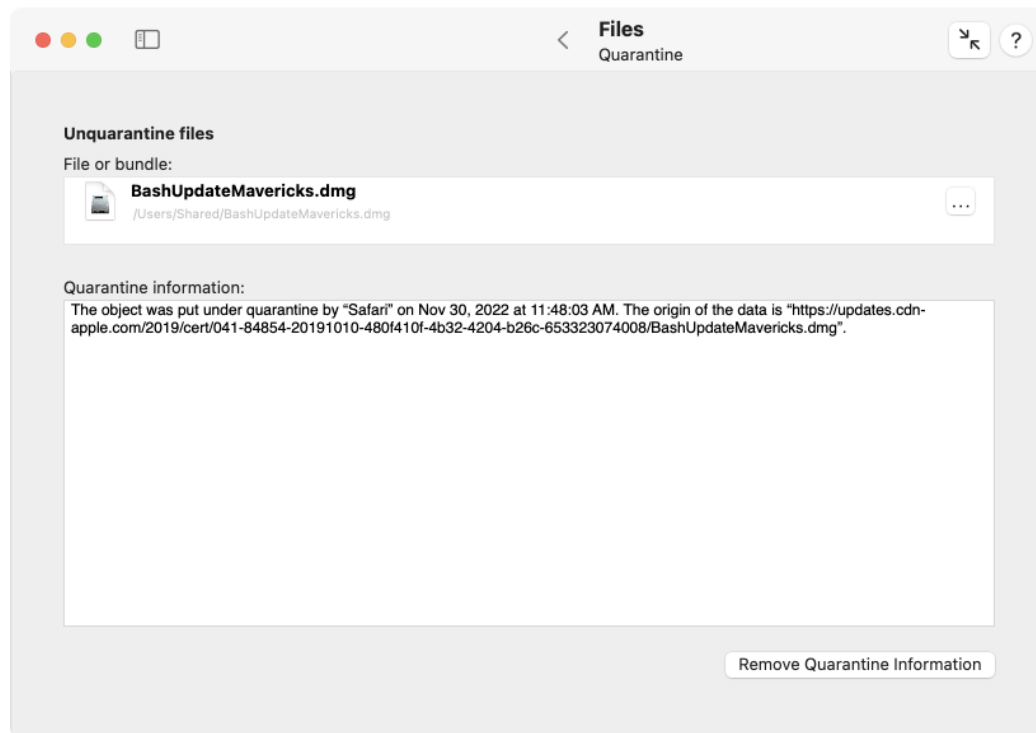 Files
Quarantine
?
Unquarantine files
File or bundle:
BashUpdateMavericks.dmg
/Users/Shared/BashUpdateMavericks.dmg
...
Quarantine information:
The object was put under quarantine by “Safari” on Nov 30, 2022 at 11:48:03 AM. The origin of the data is “https://updates.cdn-
apple.com/2019/cert/041-84854-20191010-480f410f-4b32-4204-b26c-653323074008/BashUpdateMavericks.dmg”.
Remove Quarantine Information